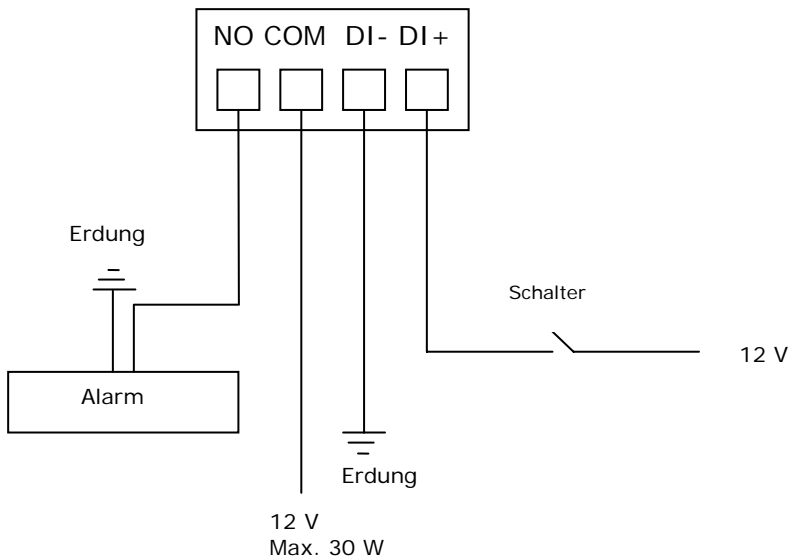 NO COM DI- DI+
Erdung
Schalter
12 V
Alarm
Erdung
12 V
Max. 30 W